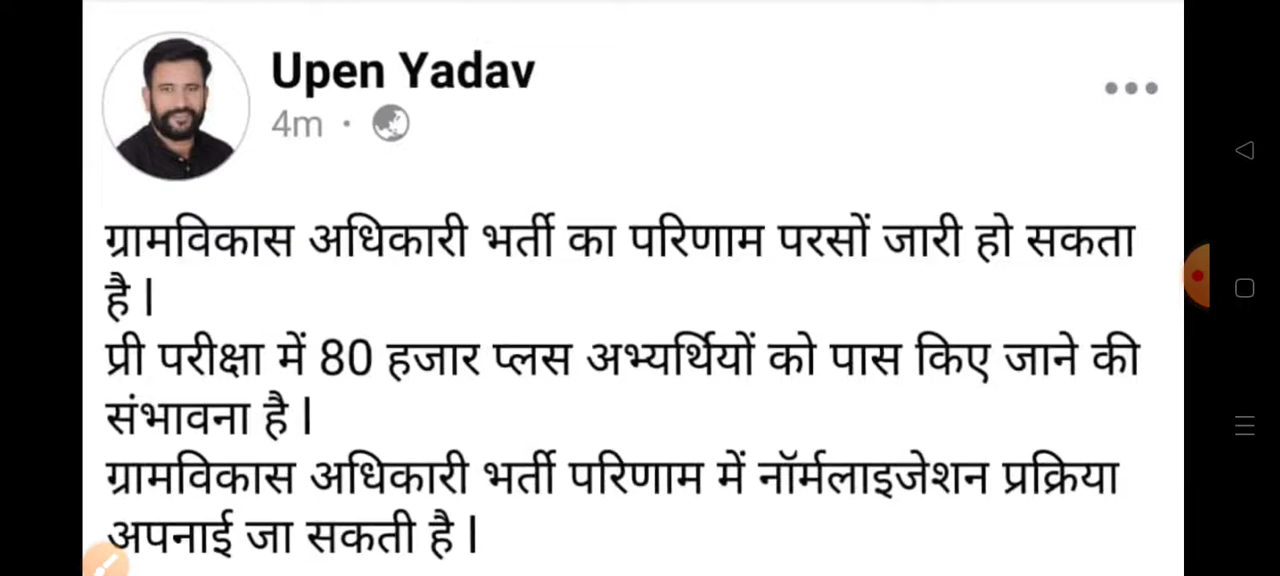 Upen Yadav
4m ·
ग्रामविकास अधिकारी भर्ती का परिणाम परसों जारी हो सकता
है l
प्री परीक्षा में 80 हजार प्लस अभ्यर्थियों को पास किए जाने की
संभावना है l
ग्रामविकास अधिकारी भर्ती परिणाम में नॉर्मलाइजेशन प्रक्रिया
अपनाई जा सकती है l